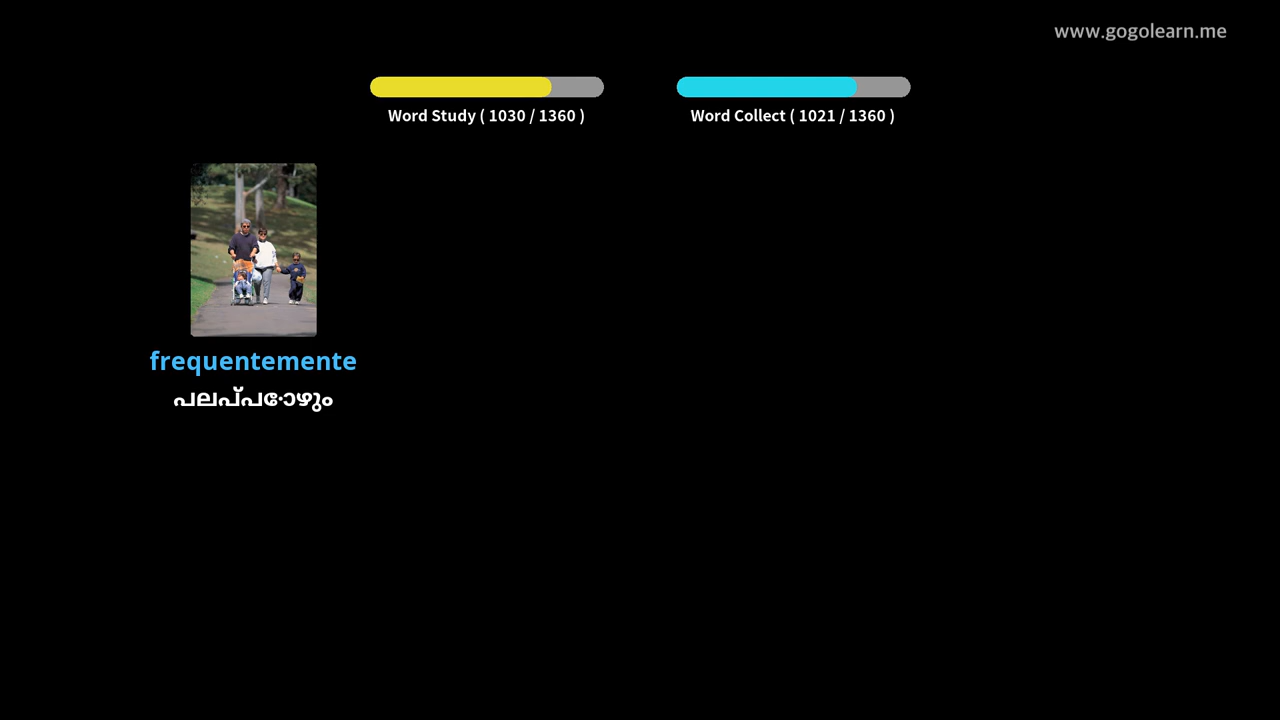 www.gogolearn.me
Word Study ( 1030 / 1360 )
Word Collect ( 1021 / 1360 )
frequentemente
പലപ്പോഴും